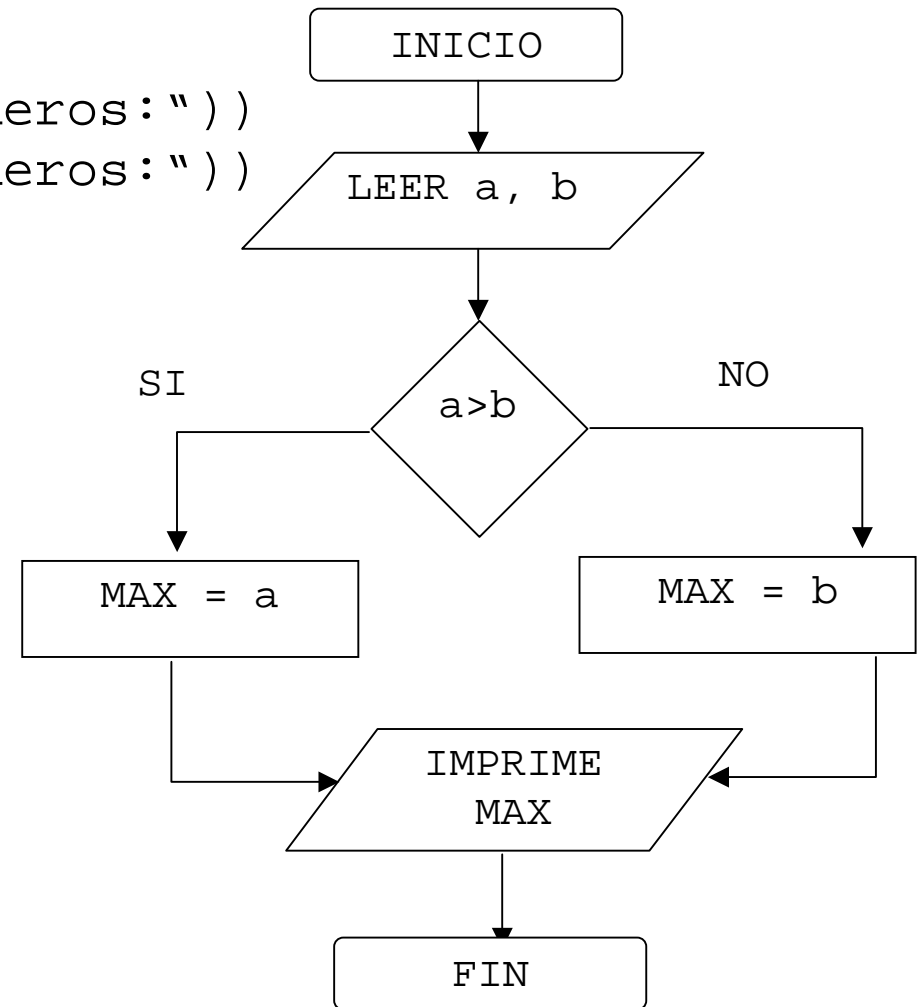 INICIO
eros:“))
eros:“))
LEER a, b
SI
NO
a>b
MAX = a
MAX = b
IMPRIME
MAX
FIN